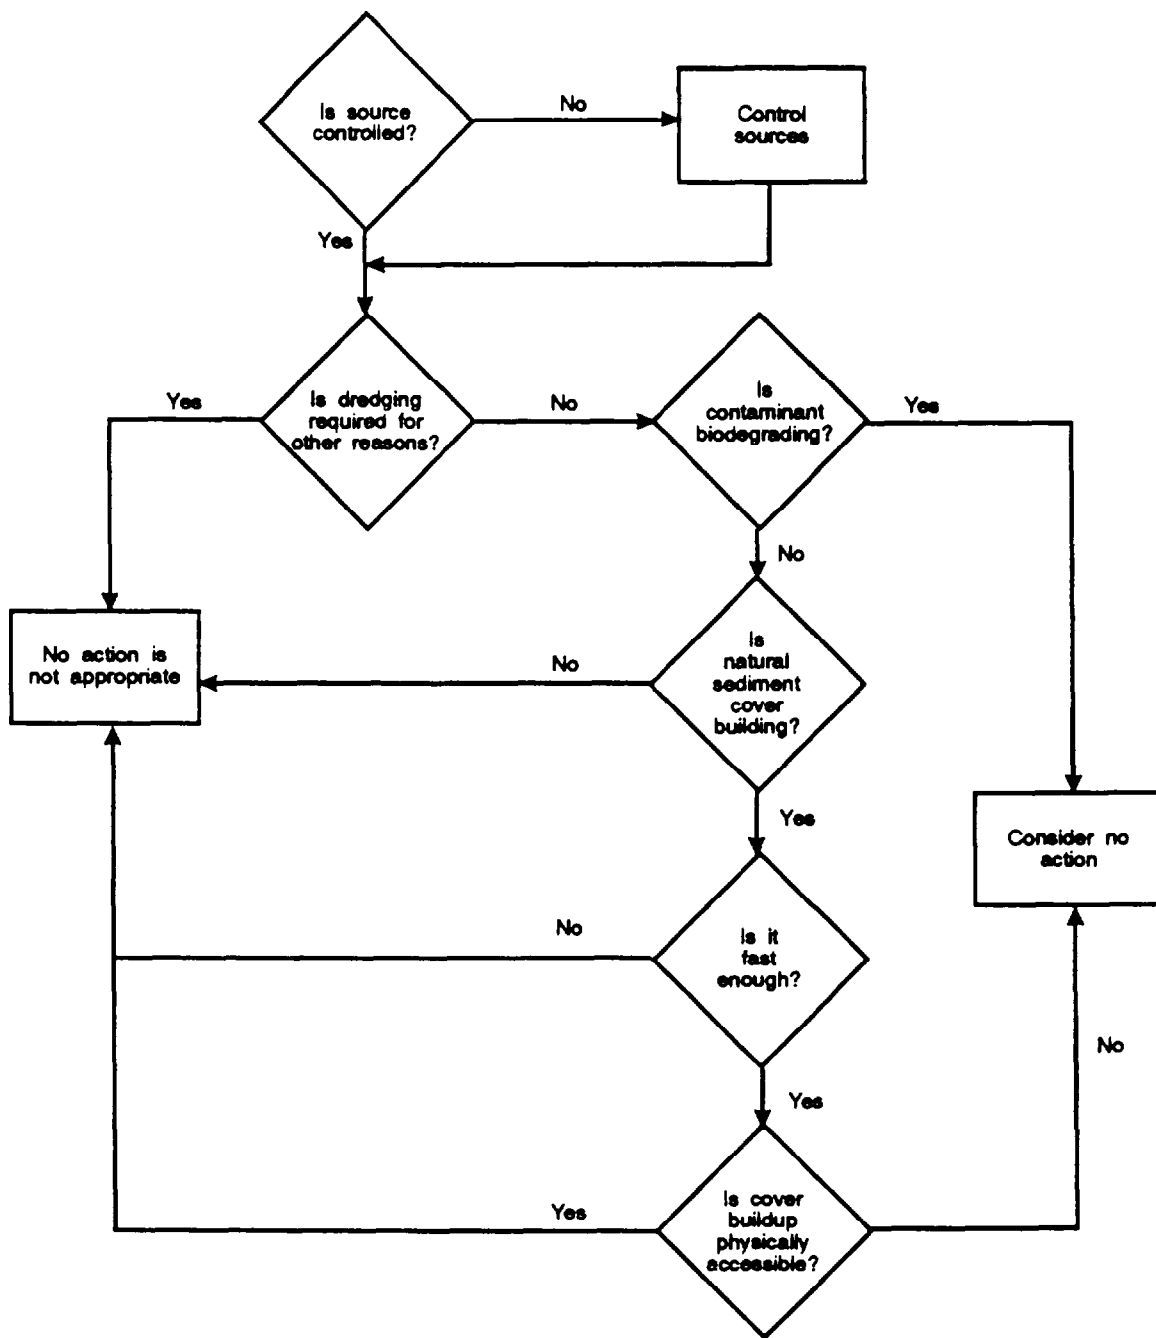 Is source
controlled?
No
Control
sources
Yes
Is dredging
required for
other reasons?
Yes
No
Is
contaminant
biodegrading?
Yes
No
No action is
not appropriate
No
Is
natural
sediment
cover
building?
Yes
Consider no
action
No
Is it
fast
enough?
No
Yes
Yes
Is cover
buildup
physically
accessible?